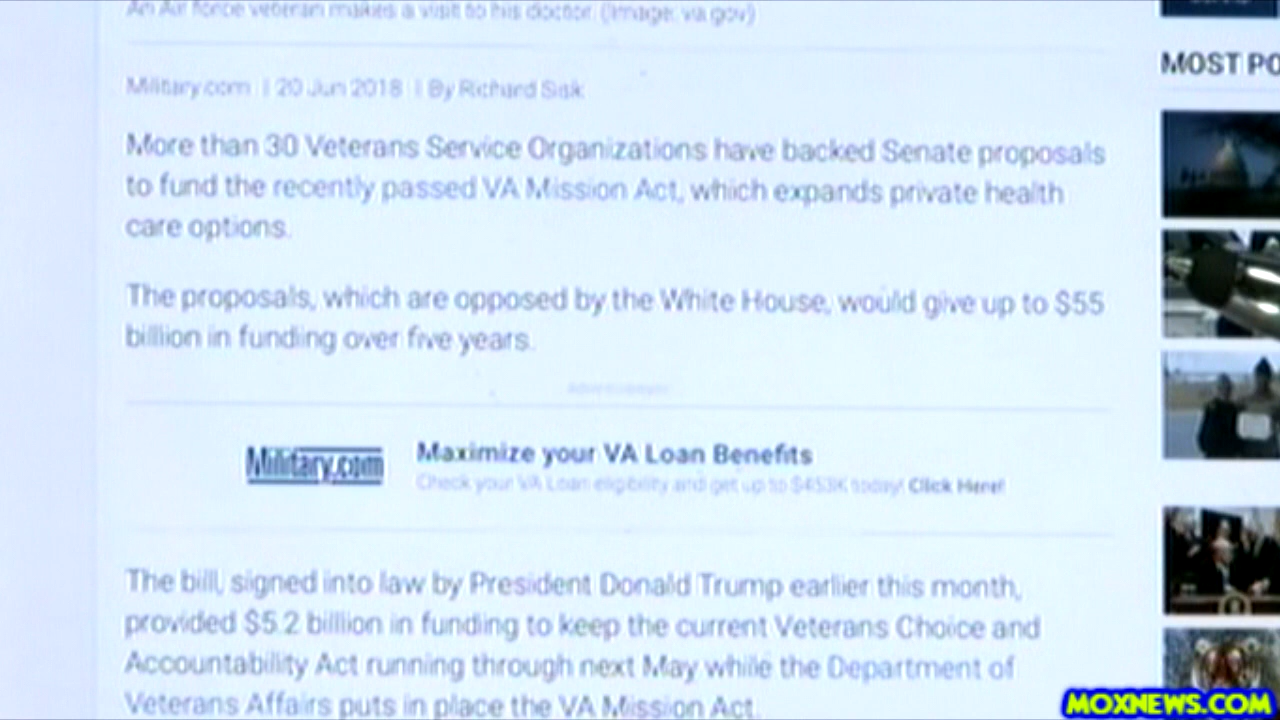 An Air force veteran makes a visit to his doctor. (Image: va.gov)
MOST PO
Military.com | 20 Jun 2018 | By Richard Sisk
More than 30 Veterans Service Organizations have backed Senate proposals
to fund the recently passed VA Mission Act, which expands private health
care options.
The proposals, which are opposed by the White House, would give up to $55
billion in funding over five years.
Advertisement
Military.com
Maximize your VA Loan Benefits
Check your VA Loan eligibility and get up to $453K today! Click Here!
The bill, signed into law by President Donald Trump earlier this month,
provided $5.2 billion in funding to keep the current Veterans Choice and
Accountability Act running through next May while the Department of
Veterans Affairs puts in place the VA Mission Act.
MOXNEWS.COM